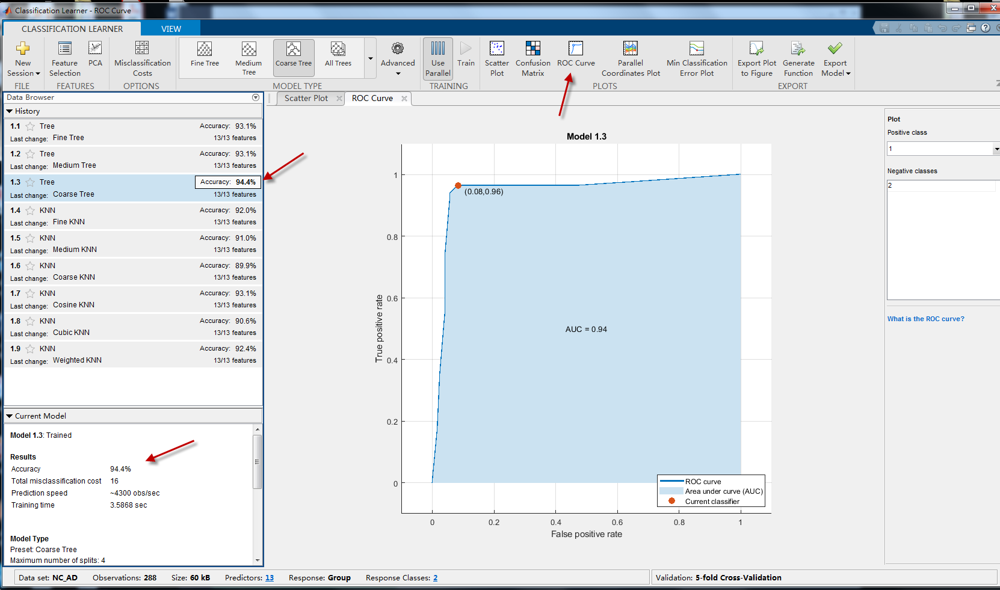 Classification Learner - ROC Curve
CLASSIFICATION LEARNER
VIEW
New Session
Feature Selection
PCA
Misclassification Costs
Fine Tree
Medium Tree
Coarse Tree
All Trees
Advanced
Use Parallel
Train
Scatter Plot
Confusion Matrix
ROC Curve
Parallel Coordinates Plot
Min Classification Error Plot
Export Plot to Figure
Generate Function
Export Model
FILE
FEATURES
OPTIONS
MODEL TYPE
TRAINING
PLOTS
EXPORT
Data Browser
History
1.1 Tree Accuracy: 93.1%
Last change: Fine Tree 13/13 features
1.2 Tree Accuracy: 93.1%
Last change: Medium Tree 13/13 features
1.3 Tree Accuracy: 94.4%
Last change: Coarse Tree 13/13 features
1.4 KNN Accuracy: 92.0%
Last change: Fine KNN 13/13 features
1.5 KNN Accuracy: 91.0%
Last change: Medium KNN 13/13 features
1.6 KNN Accuracy: 89.9%
Last change: Coarse KNN 13/13 features
1.7 KNN Accuracy: 93.1%
Last change: Cosine KNN 13/13 features
1.8 KNN Accuracy: 90.6%
Last change: Cubic KNN 13/13 features
1.9 KNN Accuracy: 92.4%
Last change: Weighted KNN 13/13 features
Current Model
Model 1.3: Trained
Results
Accuracy 94.4%
Total misclassification cost 16
Prediction speed ~4300 obs/sec
Training time 3.5868 sec
Model Type
Preset: Coarse Tree
Maximum number of splits: 4
Scatter Plot
ROC Curve
Model 1.3
1
0.8
0.6
0.4
0.2
0
True positive rate
(0.08,0.96)
AUC = 0.94
ROC curve
Area under curve (AUC)
Current classifier
0 0.2 0.4 0.6 0.8 1
False positive rate
Plot
Positive class
1
Negative classes
2
What is the ROC curve?
Data set: NC_AD Observations: 288 Size: 60 kB Predictors: 13 Response: Group Response Classes: 2
Validation: 5-fold Cross-Validation